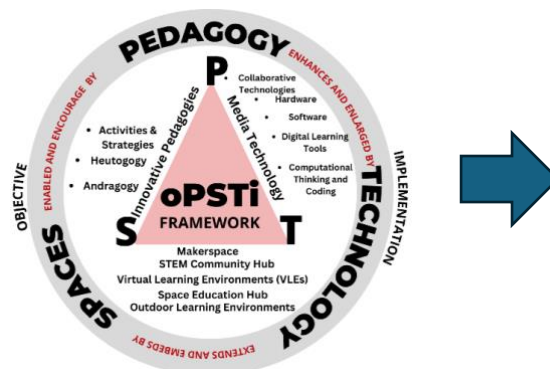 PEDAGOGY
ENHANCES AND ENLARGED BY
TECHNOLOGY
EXTENDS AND EMBEDS BY
SPACES
ENABLED AND ENCOURAGE BY
OBJECTIVE
IMPLEMENTATION
P
Innovative Pedagogies
Media Technology
• Collaborative
Technologies
• Hardware
• Software
• Digital Learning
Tools
• Computational
Thinking and
Coding
• Activities &
Strategies
• Heutogogy
• Andragogy
oPSTi
FRAMEWORK
S
T
Makerspace
STEM Community Hub
Virtual Learning Environments (VLEs)
Space Education Hub
Outdoor Learning Environments